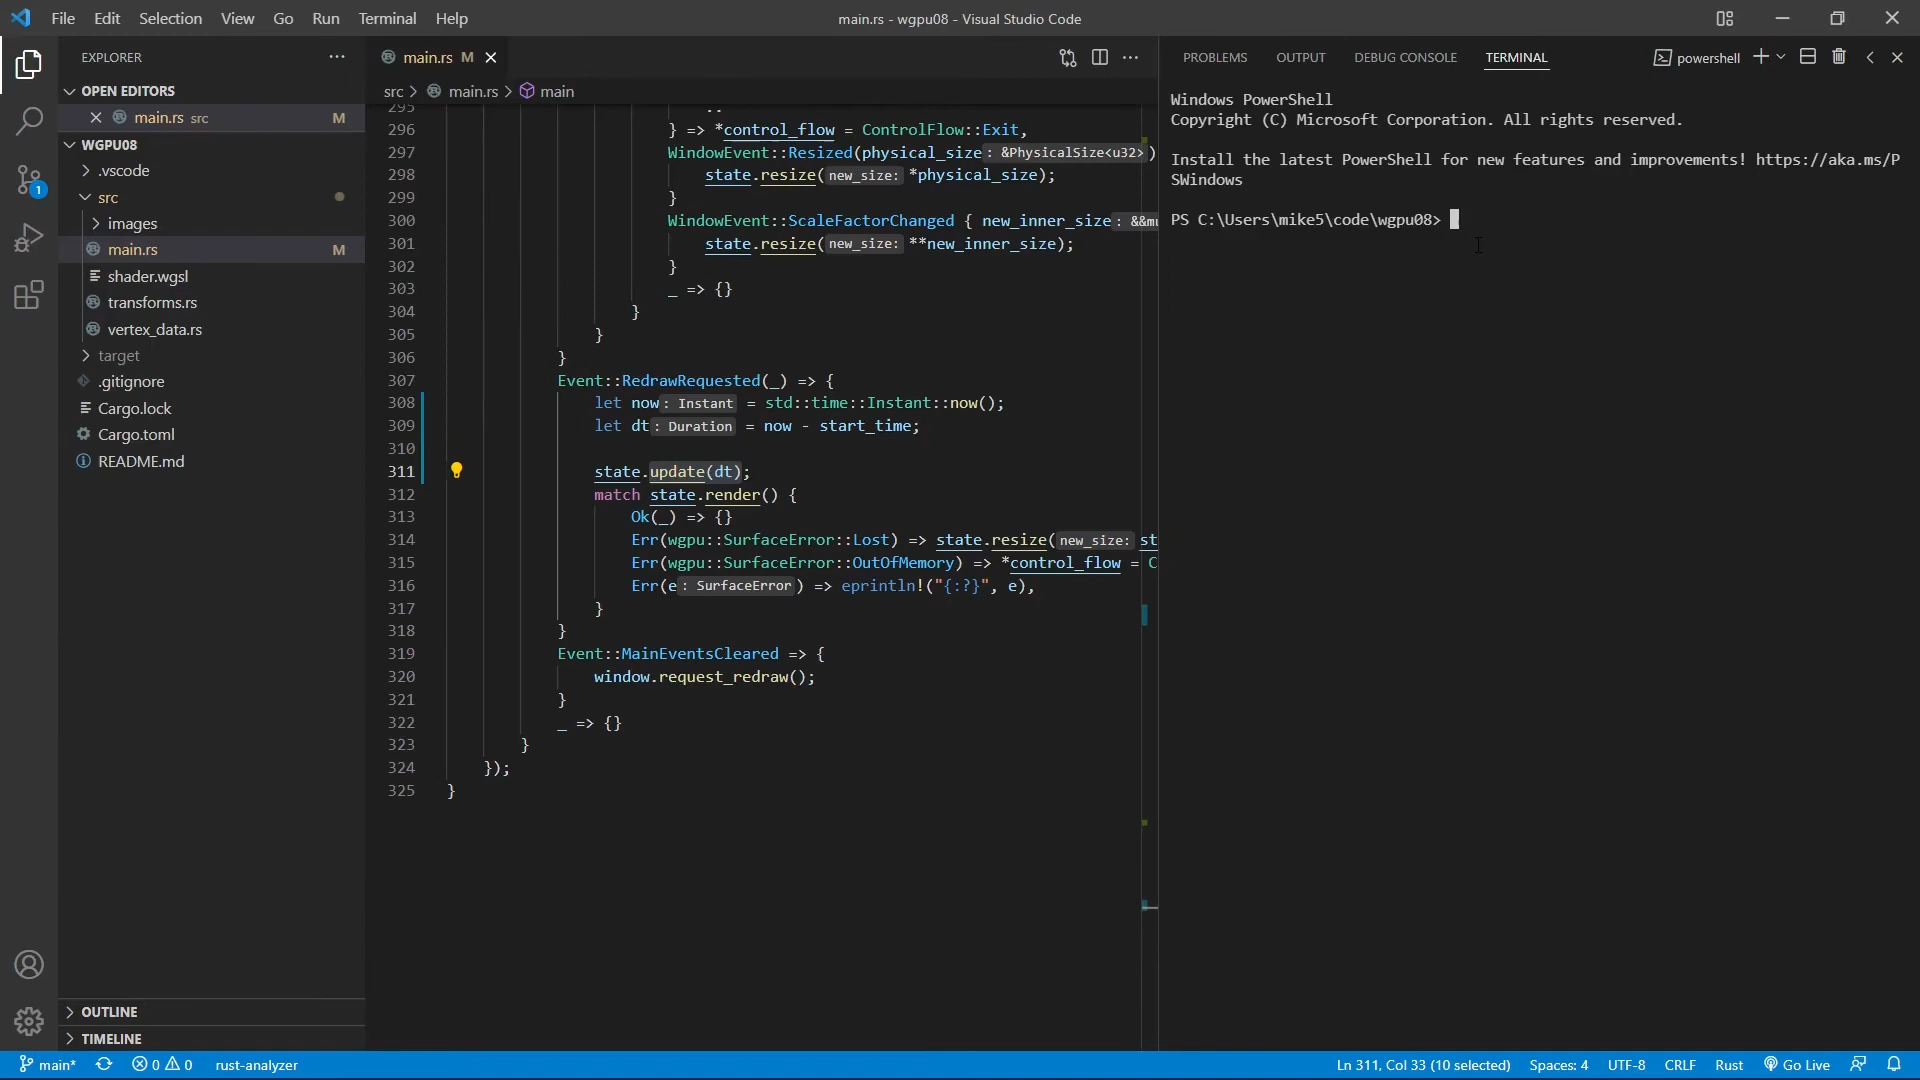 File Edit Selection View Go Run Terminal Help
main.rs - wgpu08 - Visual Studio Code
EXPLORER
OPEN EDITORS
main.rs src M
WGPU08
.vscode
src
images
main.rs M
shader.wgsl
transforms.rs
vertex_data.rs
target
.gitignore
Cargo.lock
Cargo.toml
README.md
OUTLINE
TIMELINE
1
main.rs M
src > main.rs > main
295
296 } => *control_flow = ControlFlow::Exit,
297 WindowEvent::Resized(physical_size: &PhysicalSize<u32>)
298 state.resize(new_size: *physical_size);
299 }
300 WindowEvent::ScaleFactorChanged { new_inner_size: &&mu
301 state.resize(new_size: **new_inner_size);
302 }
303 _ => {}
304 }
305 }
306 }
307 Event::RedrawRequested(_) => {
308 let now: Instant = std::time::Instant::now();
309 let dt: Duration = now - start_time;
310
311 state.update(dt);
312 match state.render() {
313 Ok(_) => {}
314 Err(wgpu::SurfaceError::Lost) => state.resize(new_size: st
315 Err(wgpu::SurfaceError::OutOfMemory) => *control_flow = C
316 Err(e: SurfaceError) => eprintln!("{:?}", e),
317 }
318 }
319 Event::MainEventsCleared => {
320 window.request_redraw();
321 }
322 _ => {}
323 }
324 });
325 }
PROBLEMS OUTPUT DEBUG CONSOLE TERMINAL
powershell
Windows PowerShell
Copyright (C) Microsoft Corporation. All rights reserved.
Install the latest PowerShell for new features and improvements! https://aka.ms/P
SWindows
PS C:\Users\mike5\code\wgpu08>
main* 0 0 rust-analyzer
Ln 311, Col 33 (10 selected) Spaces: 4 UTF-8 CRLF Rust Go Live